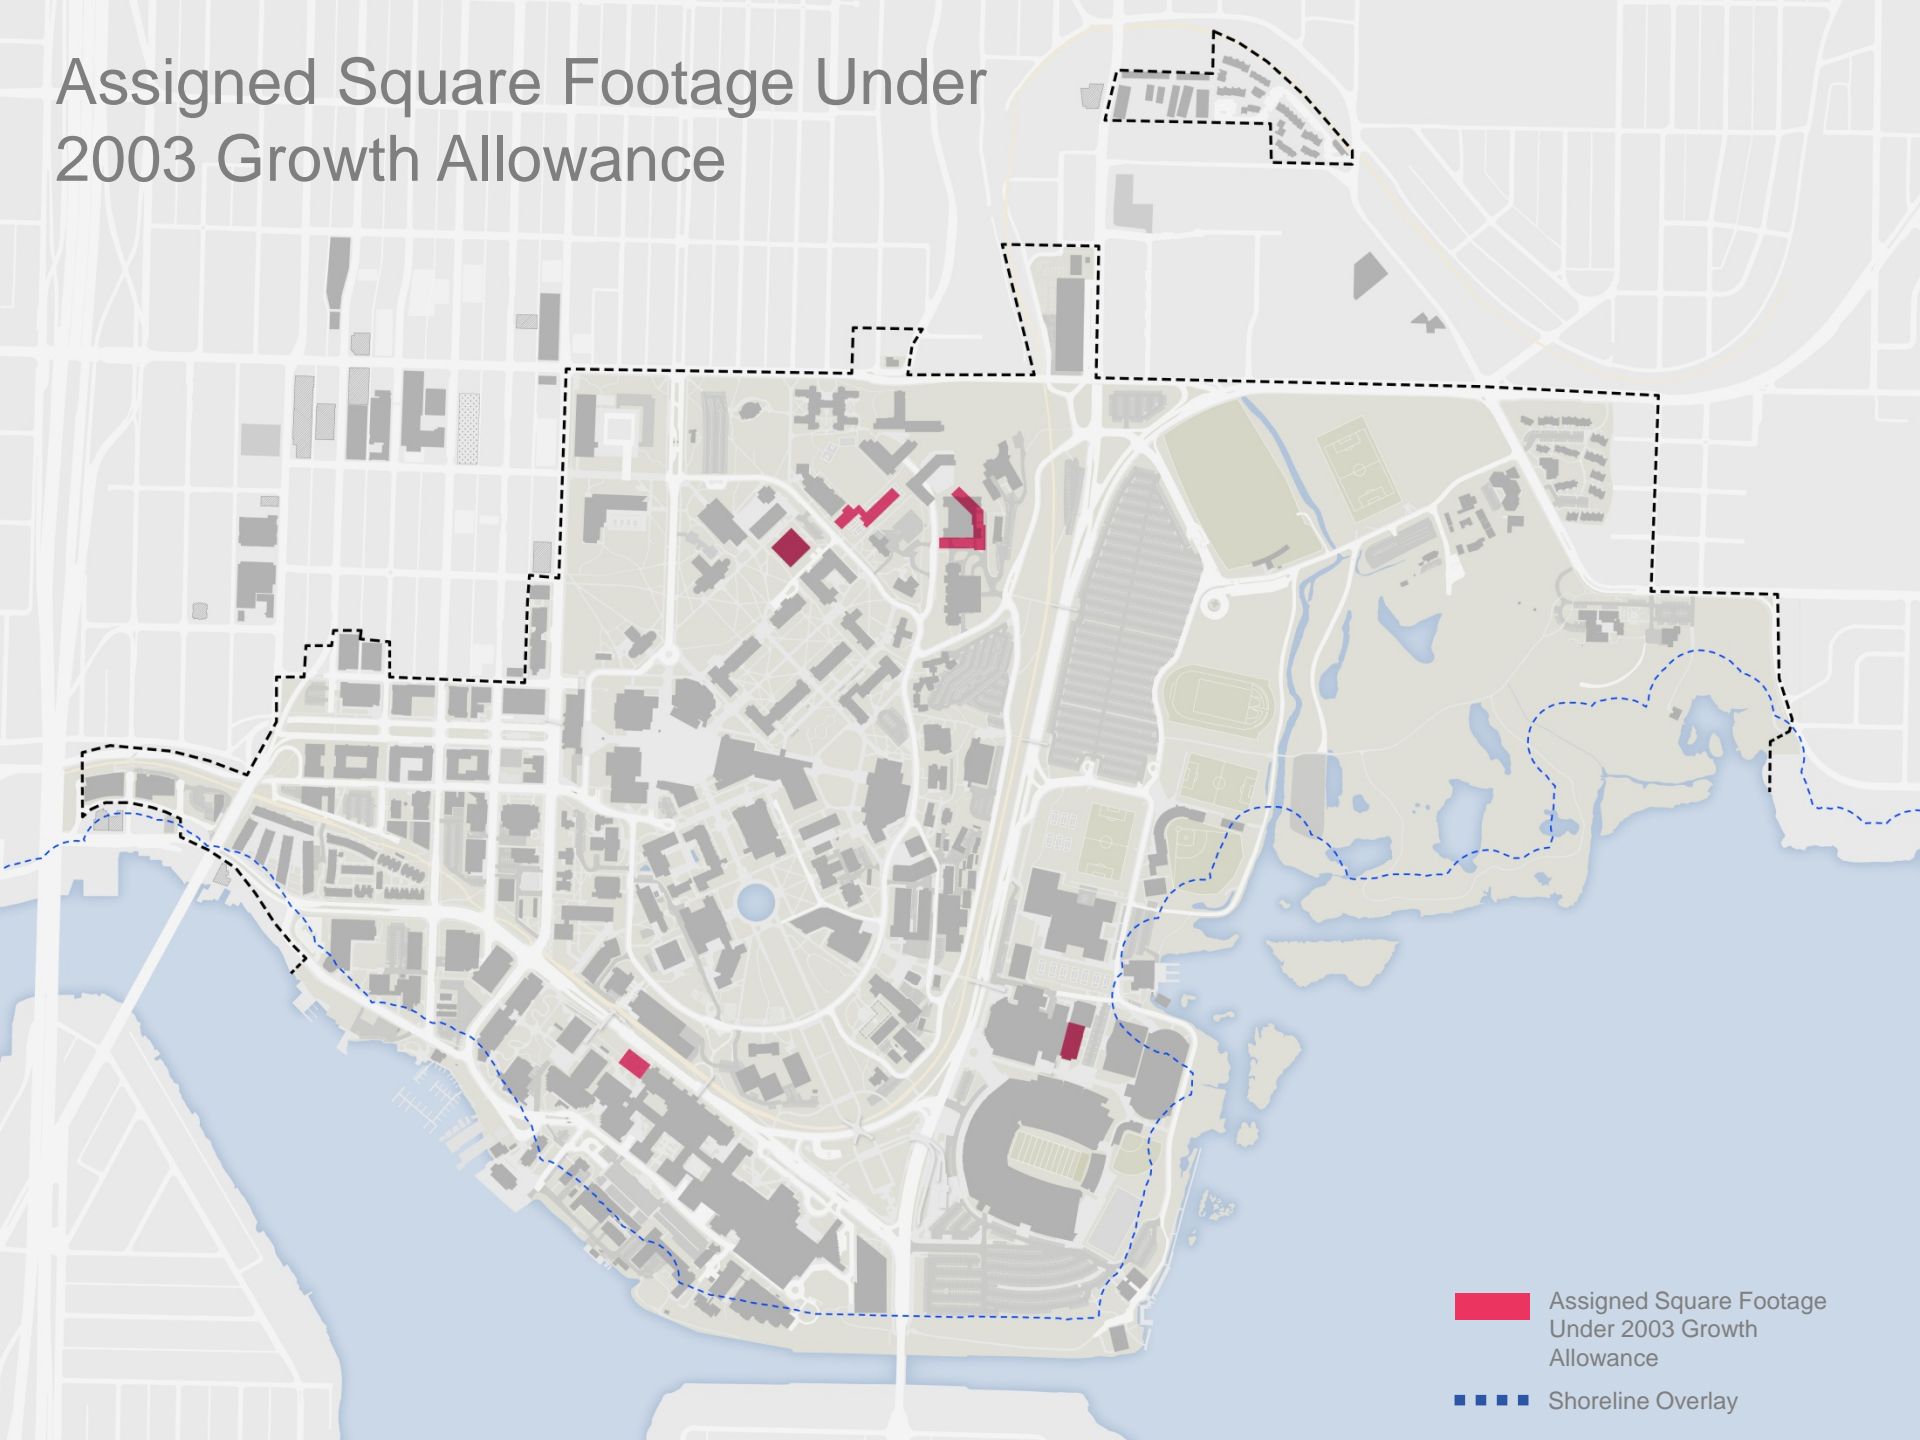 Assigned Square Footage Under
2003 Growth Allowance
Assigned Square Footage
Under 2003 Growth
Allowance
Shoreline Overlay